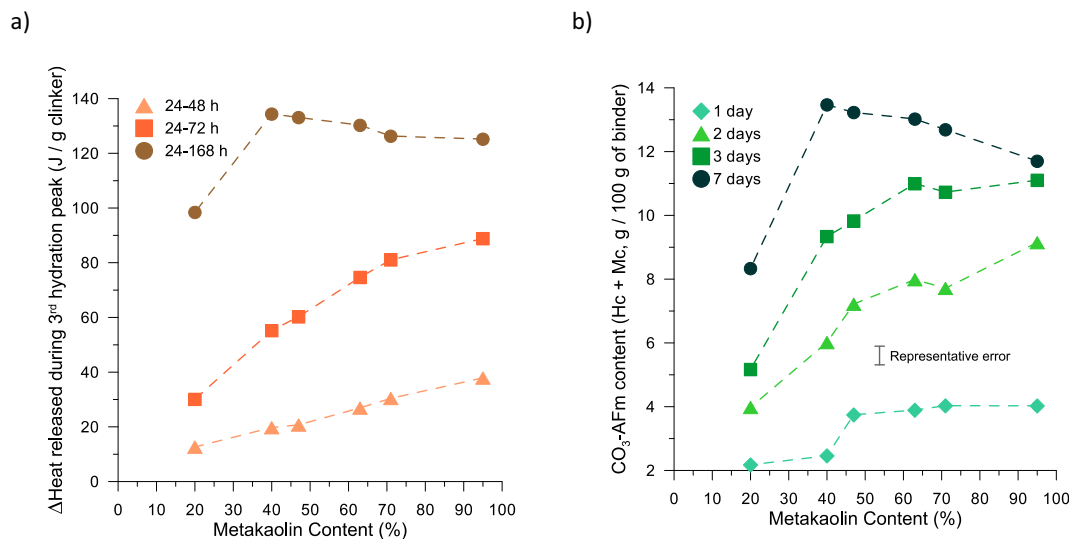 a)
ΔHeat released during 3rd hydration peak (J / g clinker)
24-48 h
24-72 h
24-168 h
140
120
100
80
60
40
20
0
0 10 20 30 40 50 60 70 80 90 100
Metakaolin Content (%)
b)
CO3-AFm content (Hc + Mc, g / 100 g of binder)
1 day
2 days
3 days
7 days
Representative error
14
12
10
8
6
4
2
0 10 20 30 40 50 60 70 80 90 100
Metakaolin Content (%)